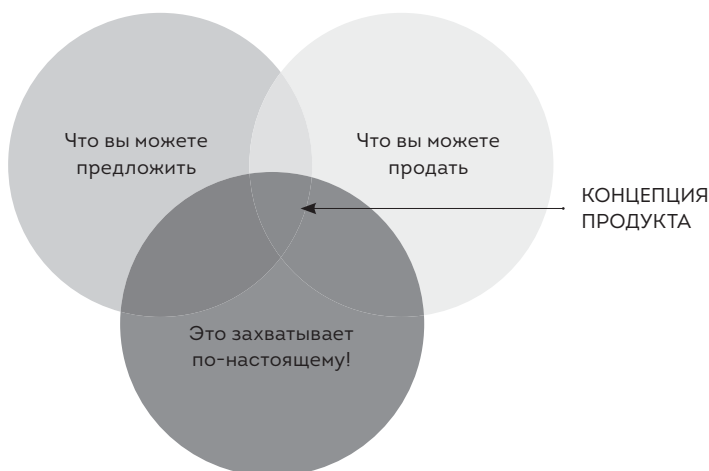 Что вы можете
предложить
Что вы можете
продать
КОНЦЕПЦИЯ
ПРОДУКТА
Это захватывает
по-настоящему!